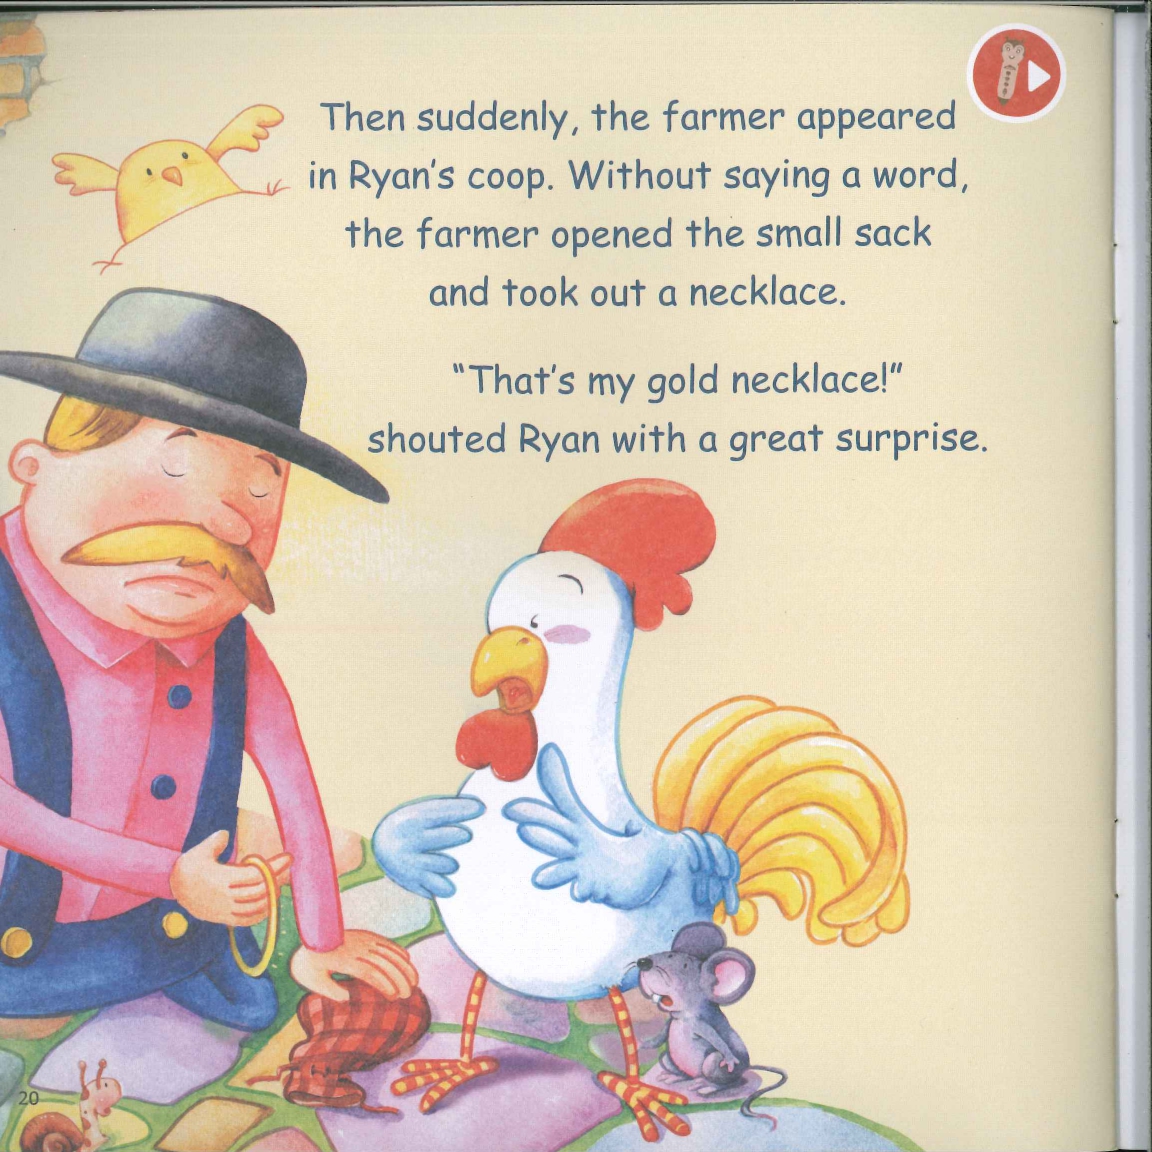 Then suddenly, the farmer appeared
in Ryan's coop. Without saying a word,
the farmer opened the small sack
and took out a necklace.
“That's my gold necklace!”
shouted Ryan with a great surprise.
20